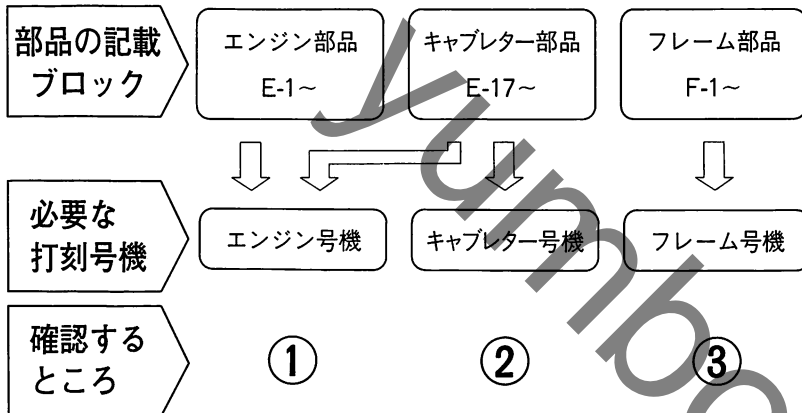 部品の記載
ブロック
エンジン部品
E-1~
キャブレター部品
E-17~
フレーム部品
F-1~
必要な
打刻号機
エンジン号機
キャブレター号機
フレーム号機
確認する
ところ
①
②
③
yumbo